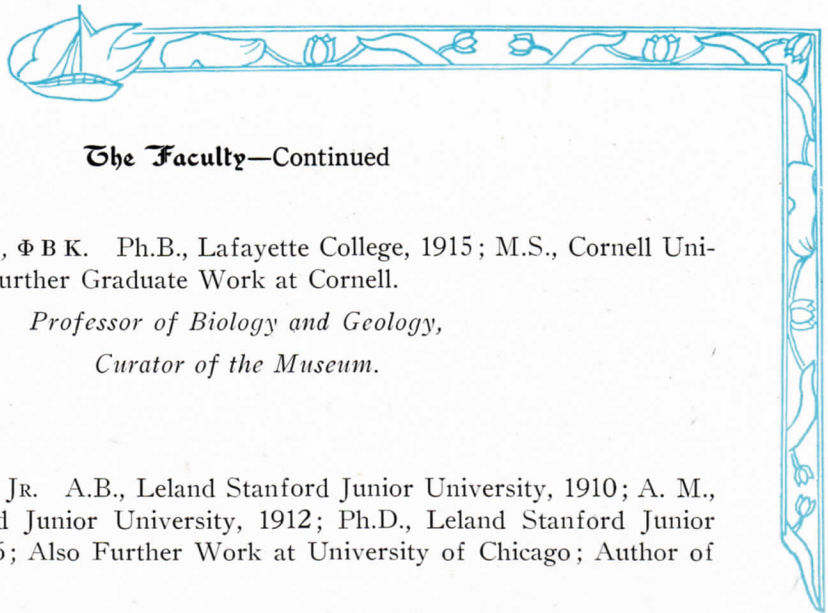 The Faculty—Continued
, Φ Β Κ. Ph.B., Lafayette College, 1915; M.S., Cornell Uni-
urther Graduate Work at Cornell.
Professor of Biology and Geology,
Curator of the Museum.
JR. A.B., Leland Stanford Junior University, 1910; A. M.,
d Junior University, 1912; Ph.D., Leland Stanford Junior
; Also Further Work at University of Chicago; Author of